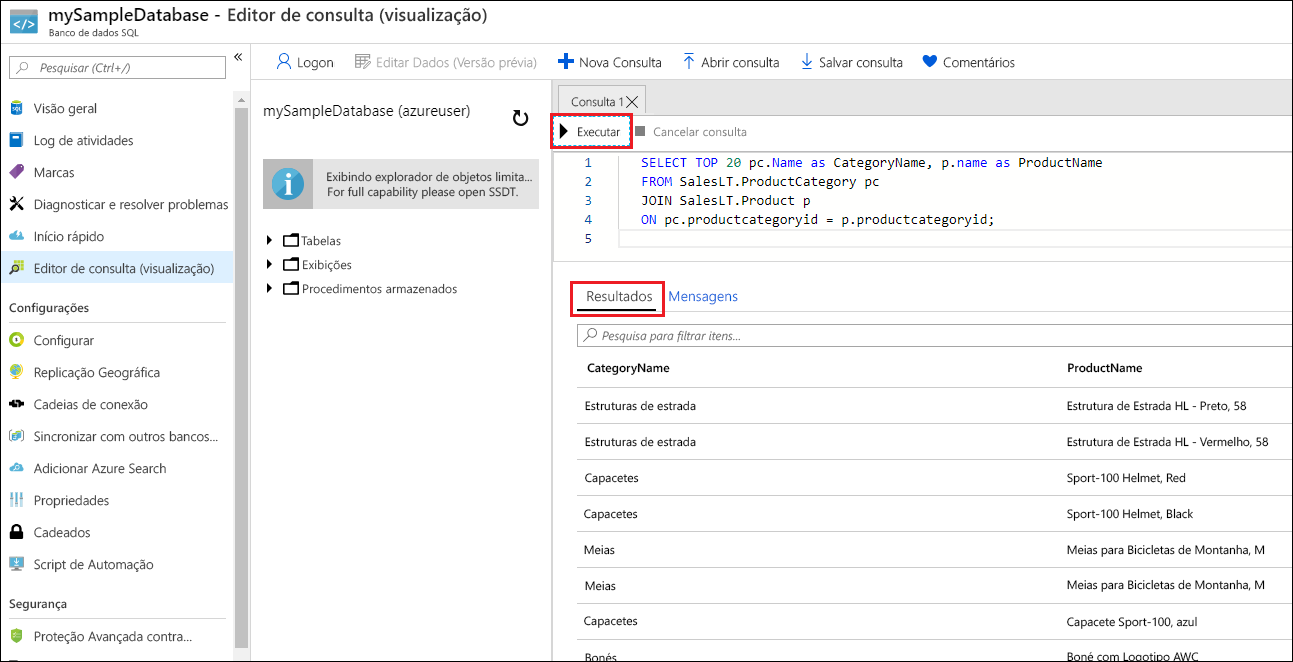 mySampleDatabase - Editor de consulta (visualização)
Banco de dados SQL
Pesquisar (Ctrl+/)
«
Visão geral
Log de atividades
Marcas
Diagnosticar e resolver problemas
Início rápido
Editor de consulta (visualização)
Configurações
Configurar
Replicação Geográfica
Cadeias de conexão
Sincronizar com outros bancos...
Adicionar Azure Search
Propriedades
Cadeados
Script de Automação
Segurança
Proteção Avançada contra...
Logon
Editar Dados (Versão prévia)
Nova Consulta
Abrir consulta
Salvar consulta
Comentários
mySampleDatabase (azureuser)
Exibindo explorador de objetos limita...
For full capability please open SSDT.
Tabelas
Exibições
Procedimentos armazenados
Consulta 1
Executar
Cancelar consulta
1 SELECT TOP 20 pc.Name as CategoryName, p.name as ProductName
2 FROM SalesLT.ProductCategory pc
3 JOIN SalesLT.Product p
4 ON pc.productcategoryid = p.productcategoryid;
5
Resultados Mensagens
Pesquisa para filtrar itens...
CategoryName ProductName
Estruturas de estrada Estrutura de Estrada HL - Preto, 58
Estruturas de estrada Estrutura de Estrada HL - Vermelho, 58
Capacetes Sport-100 Helmet, Red
Capacetes Sport-100 Helmet, Black
Meias Meias para Bicicletas de Montanha, M
Meias Meias para Bicicletas de Montanha, M
Capacetes Capacete Sport-100, azul
Bonés Boné com Logotipo AWC